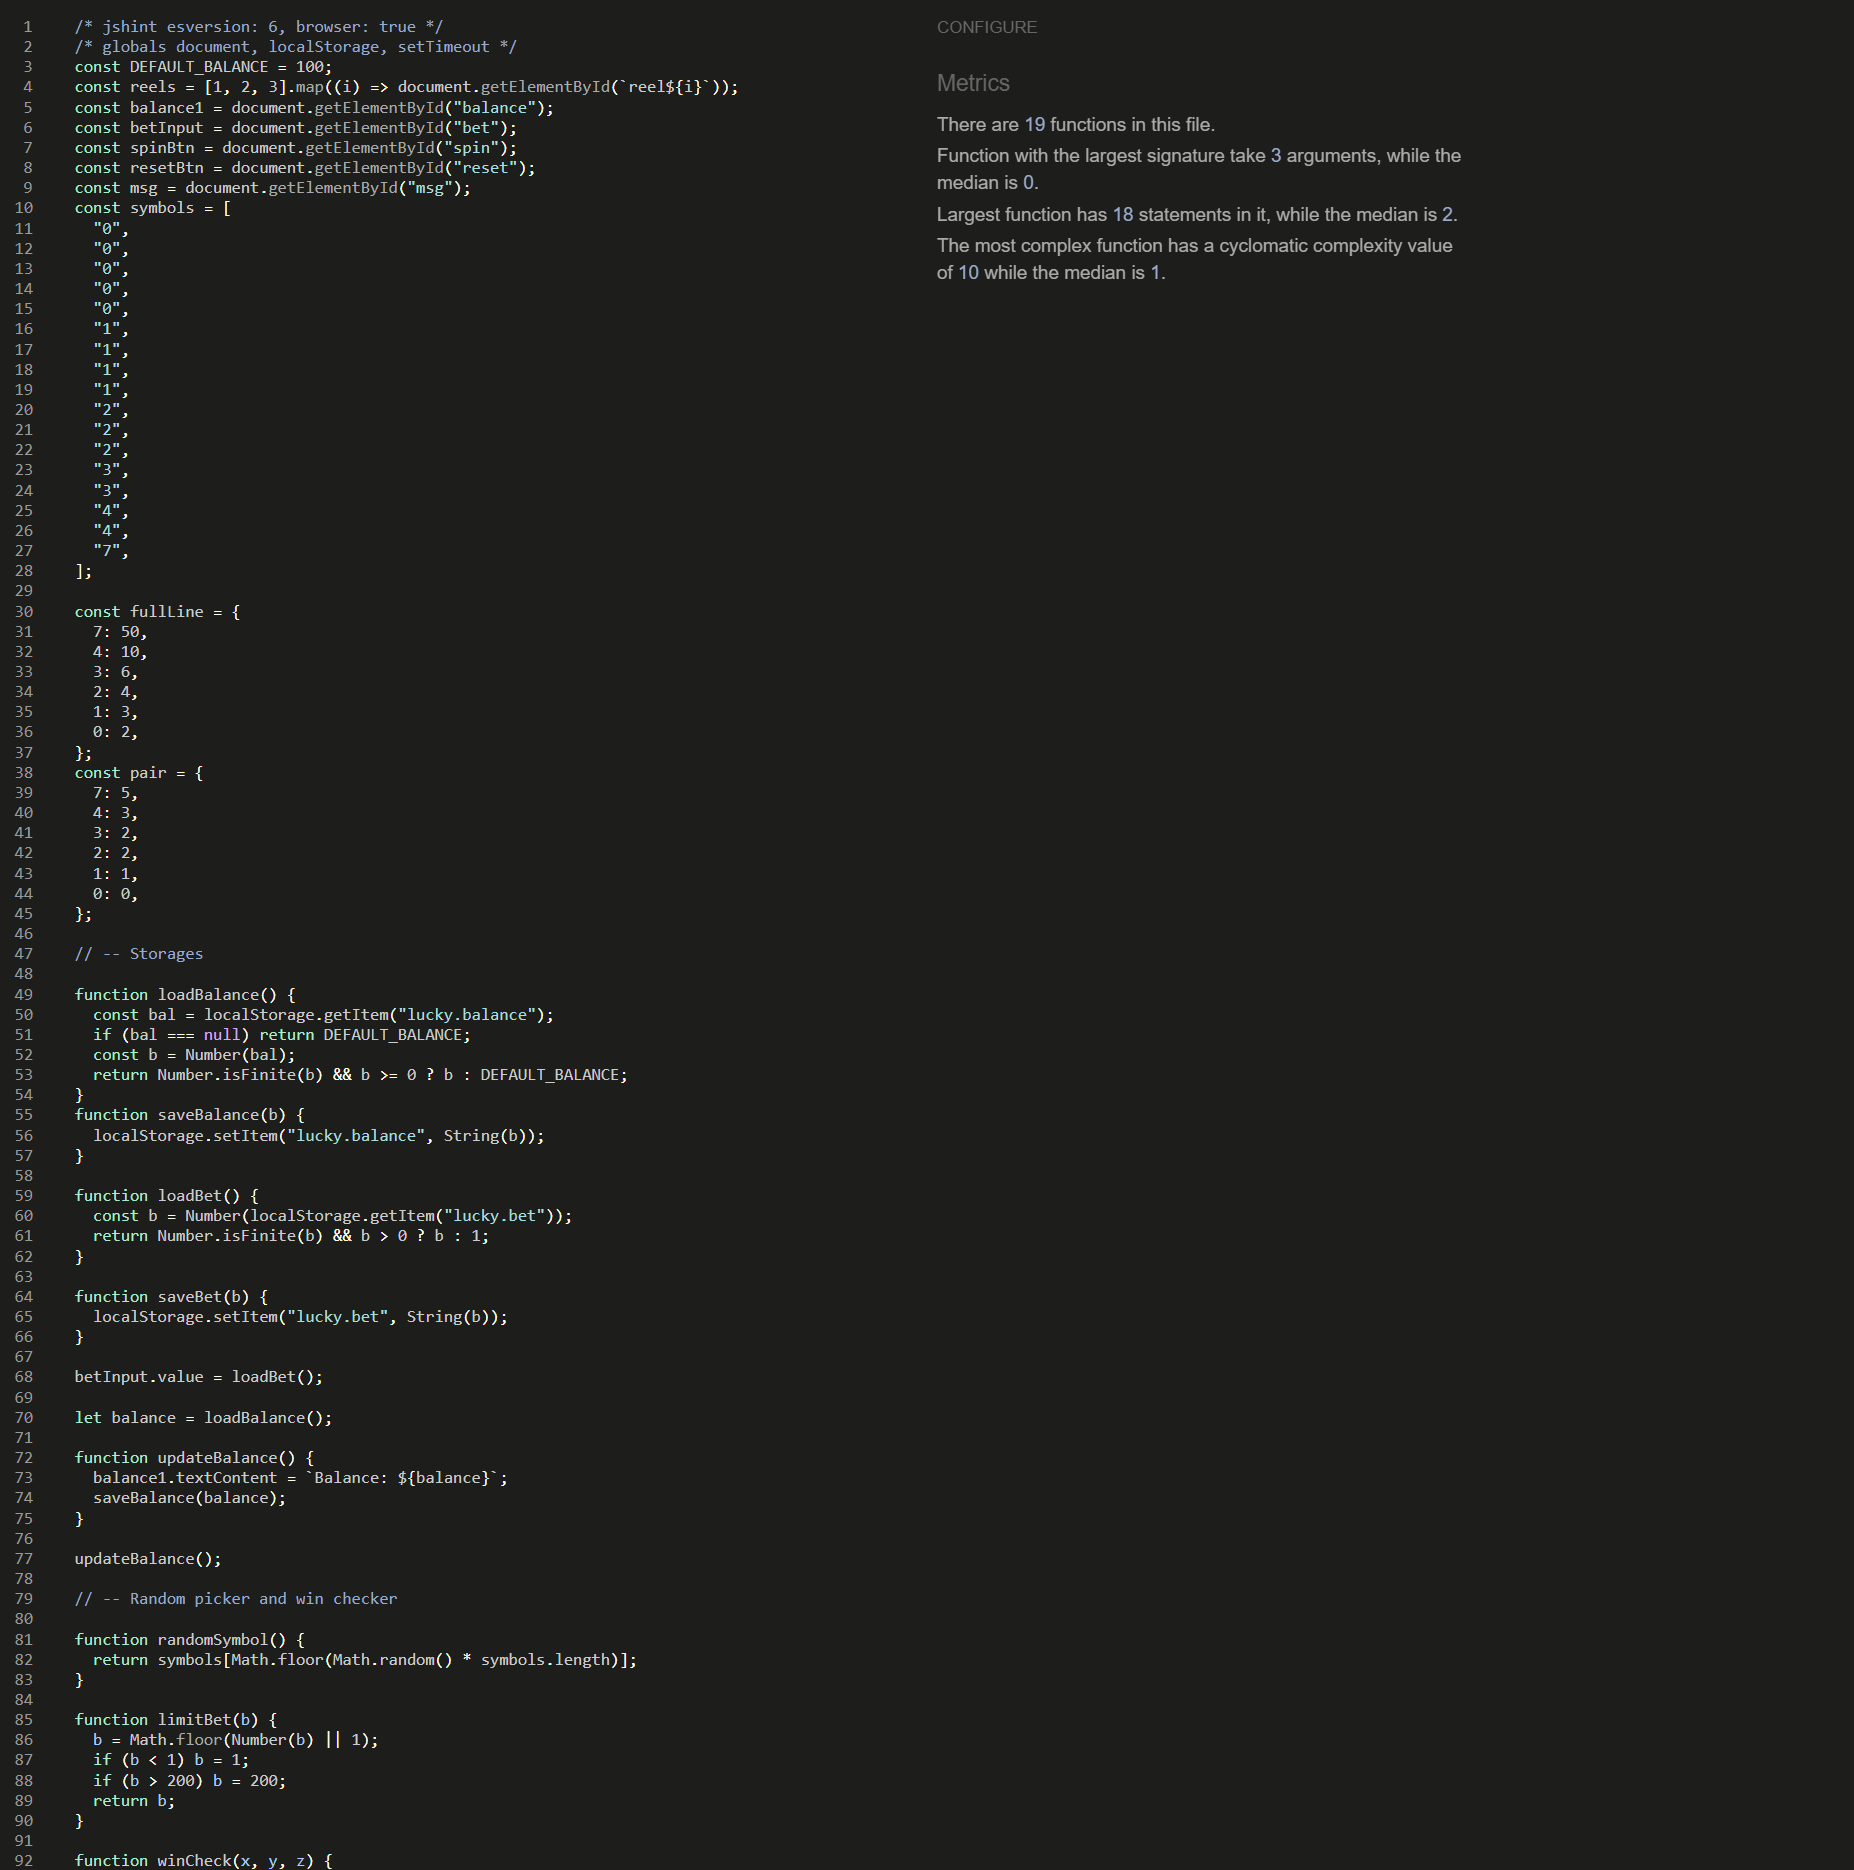 1 /* jshint esversion: 6, browser: true */
2 /* globals document, localStorage, setTimeout */
3 const DEFAULT_BALANCE = 100;
4 const reels = [1, 2, 3].map((i) => document.getElementById(`reel${i}`));
5 const balance1 = document.getElementById("balance");
6 const betInput = document.getElementById("bet");
7 const spinBtn = document.getElementById("spin");
8 const resetBtn = document.getElementById("reset");
9 const msg = document.getElementById("msg");
10 const symbols = [
11 "0",
12 "0",
13 "0",
14 "0",
15 "0",
16 "1",
17 "1",
18 "1",
19 "1",
20 "2",
21 "2",
22 "2",
23 "3",
24 "3",
25 "4",
26 "4",
27 "7",
28 ];
29
30 const fullLine = {
31 7: 50,
32 4: 10,
33 3: 6,
34 2: 4,
35 1: 3,
36 0: 2,
37 };
38 const pair = {
39 7: 5,
40 4: 3,
41 3: 2,
42 2: 2,
43 1: 1,
44 0: 0,
45 };
46
47 // -- Storages
48
49 function loadBalance() {
50 const bal = localStorage.getItem("lucky.balance");
51 if (bal === null) return DEFAULT_BALANCE;
52 const b = Number(bal);
53 return Number.isFinite(b) && b >= 0 ? b : DEFAULT_BALANCE;
54 }
55 function saveBalance(b) {
56 localStorage.setItem("lucky.balance", String(b));
57 }
58
59 function loadBet() {
60 const b = Number(localStorage.getItem("lucky.bet"));
61 return Number.isFinite(b) && b > 0 ? b : 1;
62 }
63
64 function saveBet(b) {
65 localStorage.setItem("lucky.bet", String(b));
66 }
67
68 betInput.value = loadBet();
69
70 let balance = loadBalance();
71
72 function updateBalance() {
73 balance1.textContent = `Balance: ${balance}`;
74 saveBalance(balance);
75 }
76
77 updateBalance();
78
79 // -- Random picker and win checker
80
81 function randomSymbol() {
82 return symbols[Math.floor(Math.random() * symbols.length)];
83 }
84
85 function limitBet(b) {
86 b = Math.floor(Number(b) || 1);
87 if (b < 1) b = 1;
88 if (b > 200) b = 200;
89 return b;
90 }
91
92 function winCheck(x, y, z) {
CONFIGURE
Metrics
There are 19 functions in this file.
Function with the largest signature take 3 arguments, while the
median is 0.
Largest function has 18 statements in it, while the median is 2.
The most complex function has a cyclomatic complexity value
of 10 while the median is 1.